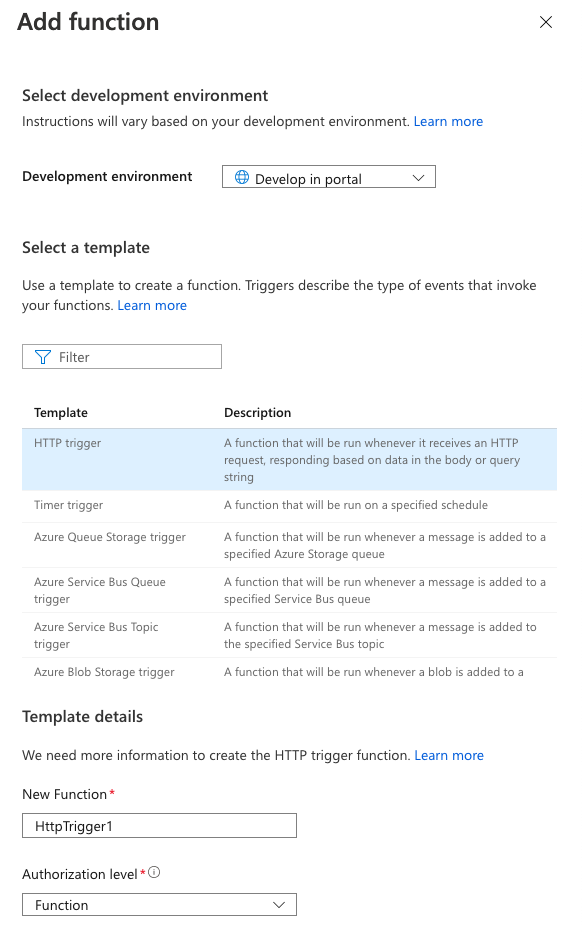 Add function
Select development environment
Instructions will vary based on your development environment. Learn more
Development environment
Develop in portal
Select a template
Use a template to create a function. Triggers describe the type of events that invoke
your functions. Learn more
Filter
Template Description
HTTP trigger A function that will be run whenever it receives an HTTP
request, responding based on data in the body or query
string
Timer trigger A function that will be run on a specified schedule
Azure Queue Storage trigger A function that will be run whenever a message is added to a
specified Azure Storage queue
Azure Service Bus Queue A function that will be run whenever a message is added to a
trigger specified Service Bus queue
Azure Service Bus Topic A function that will be run whenever a message is added to
trigger the specified Service Bus topic
Azure Blob Storage trigger A function that will be run whenever a blob is added to a
Template details
We need more information to create the HTTP trigger function. Learn more
New Function*
HttpTrigger1
Authorization level*
Function